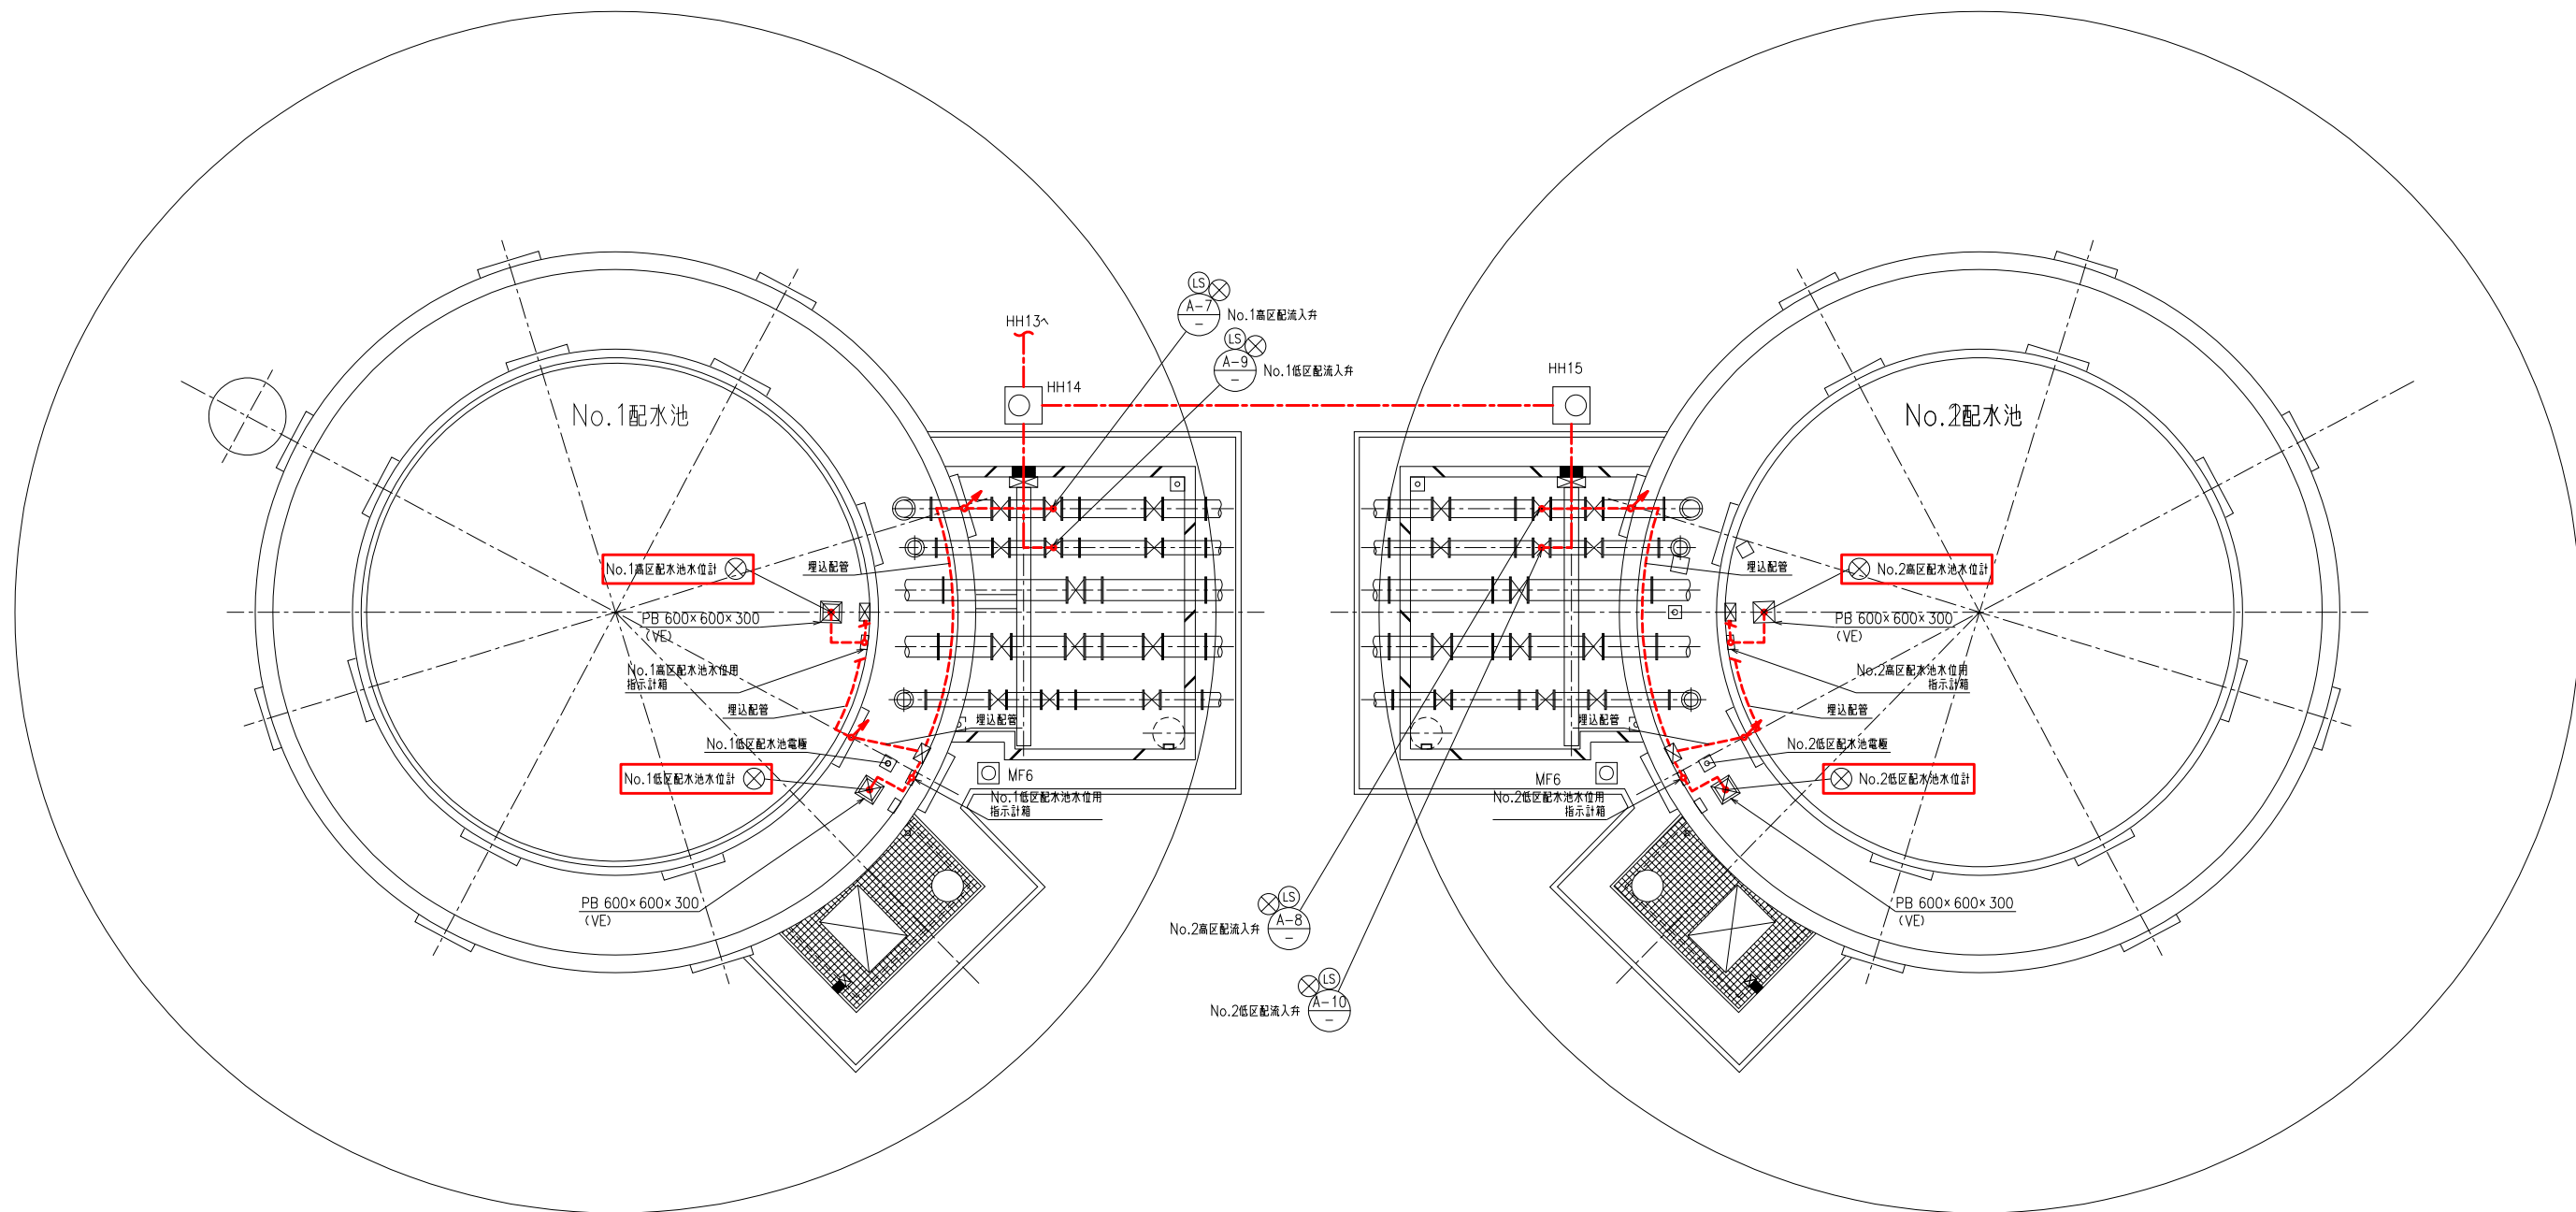 LS
A-7
-
No.1高区配流入弁
HH13へ
LS
A-9
-
No.1低区配流入弁
HH14
HH15
No.1配水池
No.2配水池
No.1高区配水池水位計
埋込配管
埋込配管
No.2高区配水池水位計
PB 600×600×300
(VE)
PB 600×600×300
(VE)
No.1高区配水池水位用
指示計箱
No.2高区配水池水位用
指示計箱
埋込配管
埋込配管
埋込配管
埋込配管
No.1低区配水池電極
No.2低区配水池電極
No.1低区配水池水位計
MF6
MF6
No.2低区配水池水位計
No.1低区配水池水位用
指示計箱
No.2低区配水池水位用
指示計箱
PB 600×600×300
(VE)
PB 600×600×300
(VE)
LS
A-8
-
No.2高区配流入弁
LS
A-10
-
No.2低区配流入弁